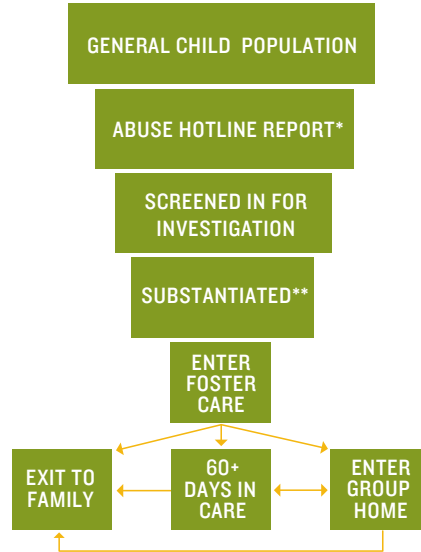 GENERAL CHILD POPULATION
ABUSE HOTLINE REPORT*
SCREENED IN FOR
INVESTIGATION
SUBSTANTIATED**
ENTER
FOSTER
CARE
EXIT TO
FAMILY
60+
DAYS IN
CARE
ENTER
GROUP
HOME